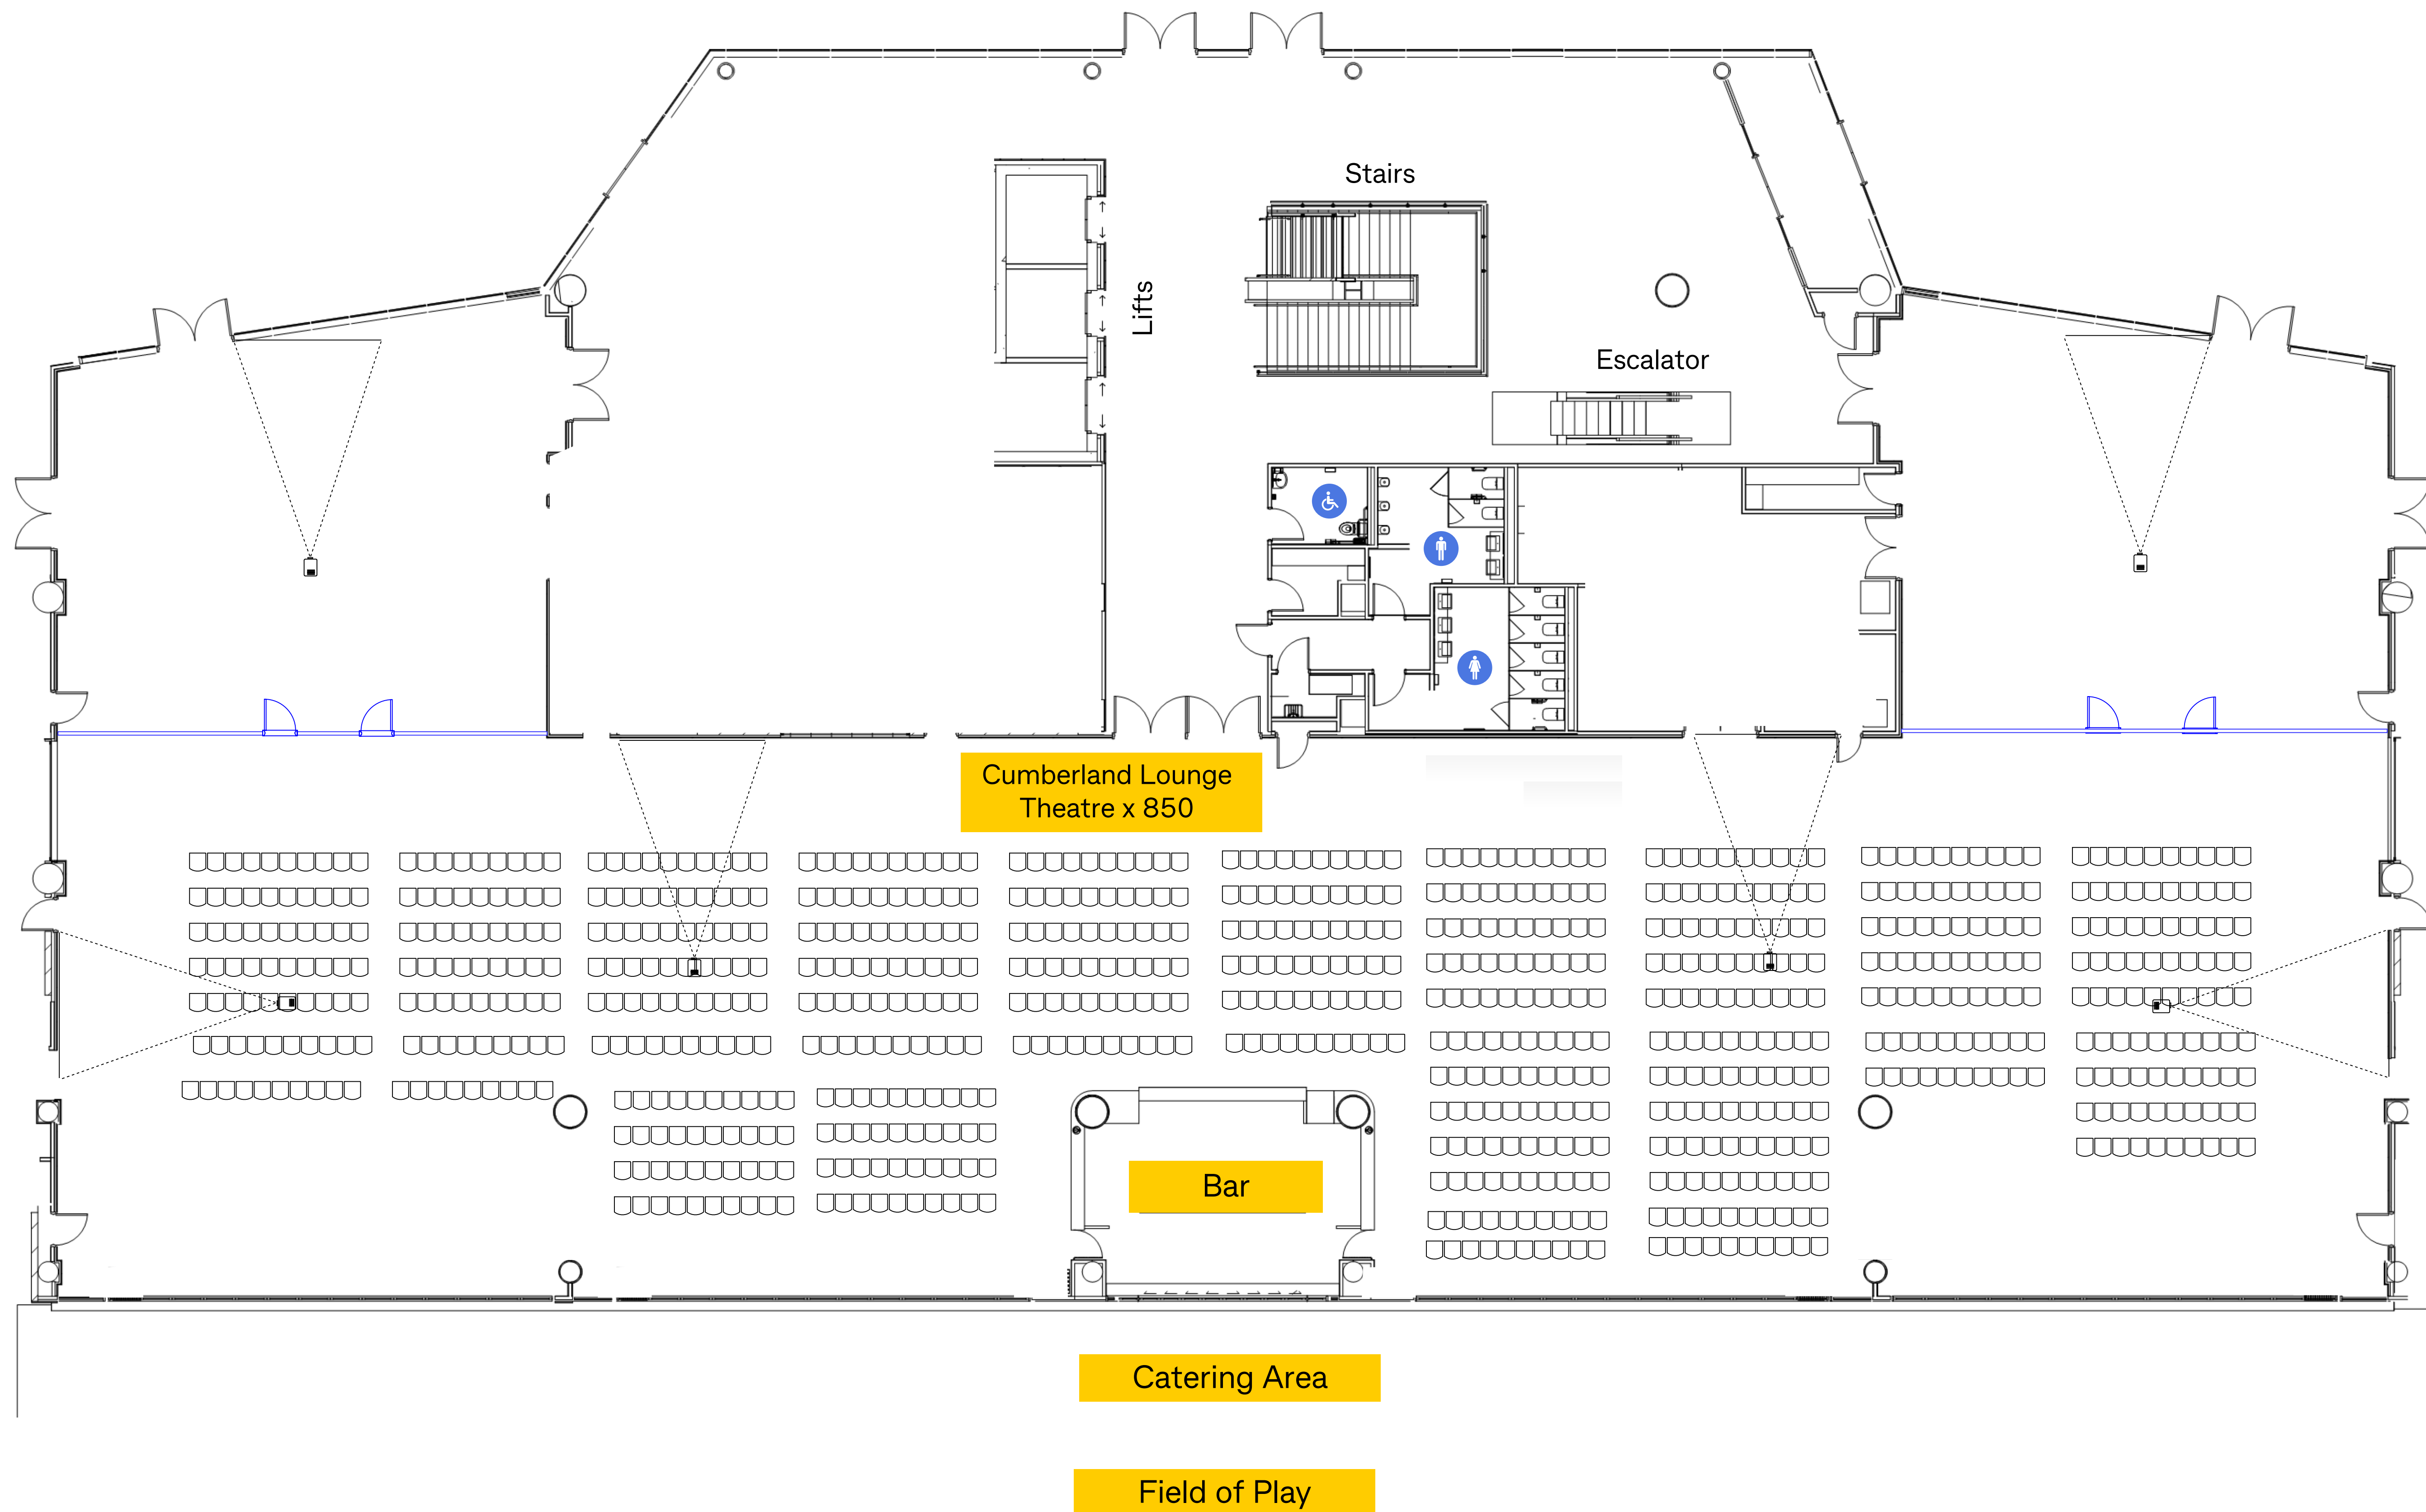 Stairs
Lifts
Escalator
Cumberland Lounge
Theatre x 850
Bar
Catering Area
Field of Play